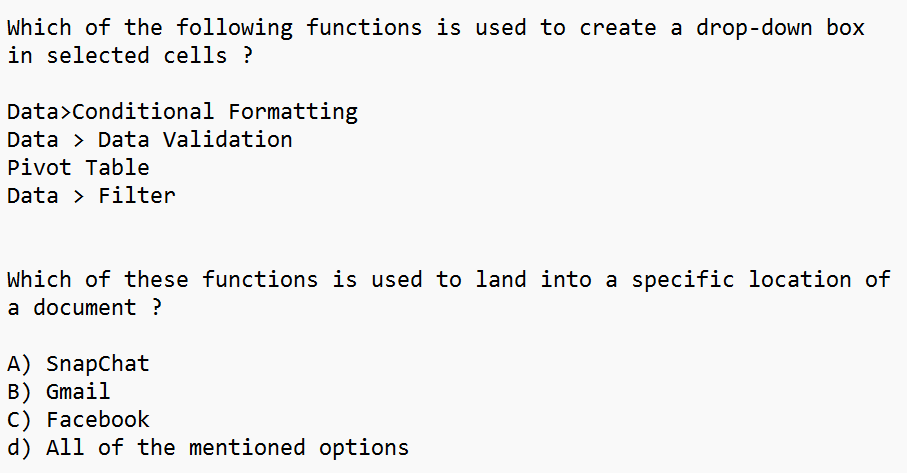 Which of the following functions is used to create a drop-down box
in selected cells ?
Data>Conditional Formatting
Data > Data Validation
Pivot Table
Data > Filter
Which of these functions is used to land into a specific location of
a document ?
A) SnapChat
B) Gmail
C) Facebook
d) All of the mentioned options